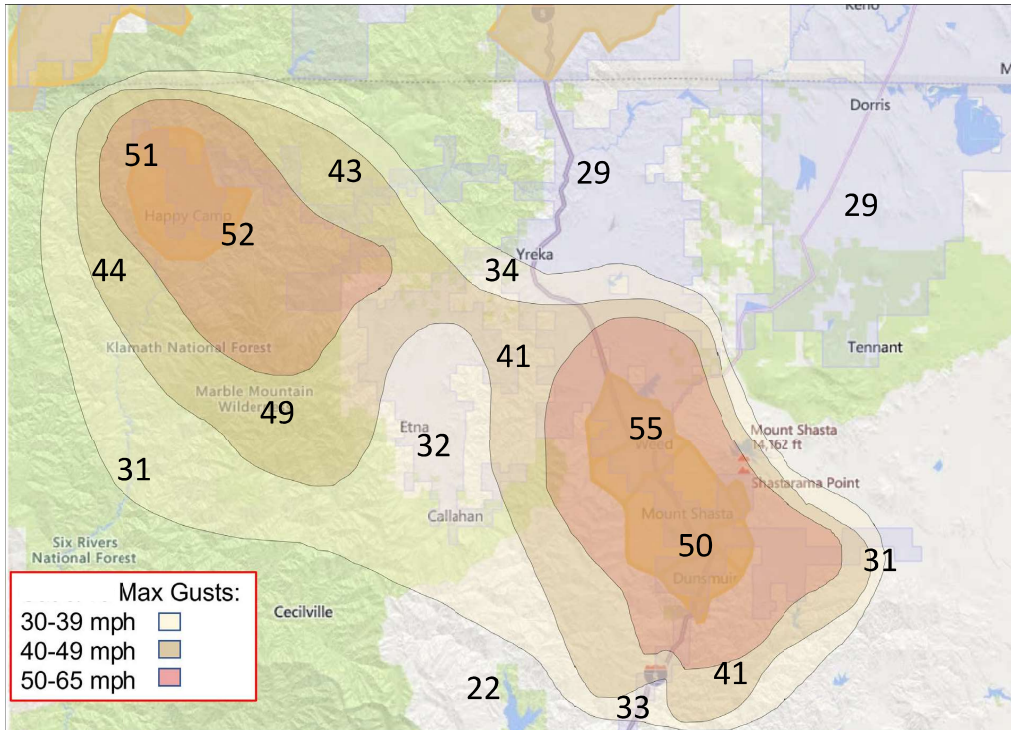 Keno
M
Dorris
51
43
29
Happy Camp
29
52
Yreka
44
34
Klamath National Forest
41
Tennant
Marble Mountain
49
Etna
55
Mount Shasta
14,162 ft
32
Weed
31
Shastarama Point
Callahan
Mount Shasta
Six Rivers
National Forest
50
31
Dunsmuir
Max Gusts:
30-39 mph
40-49 mph
50-65 mph
Cecilville
22
41
33